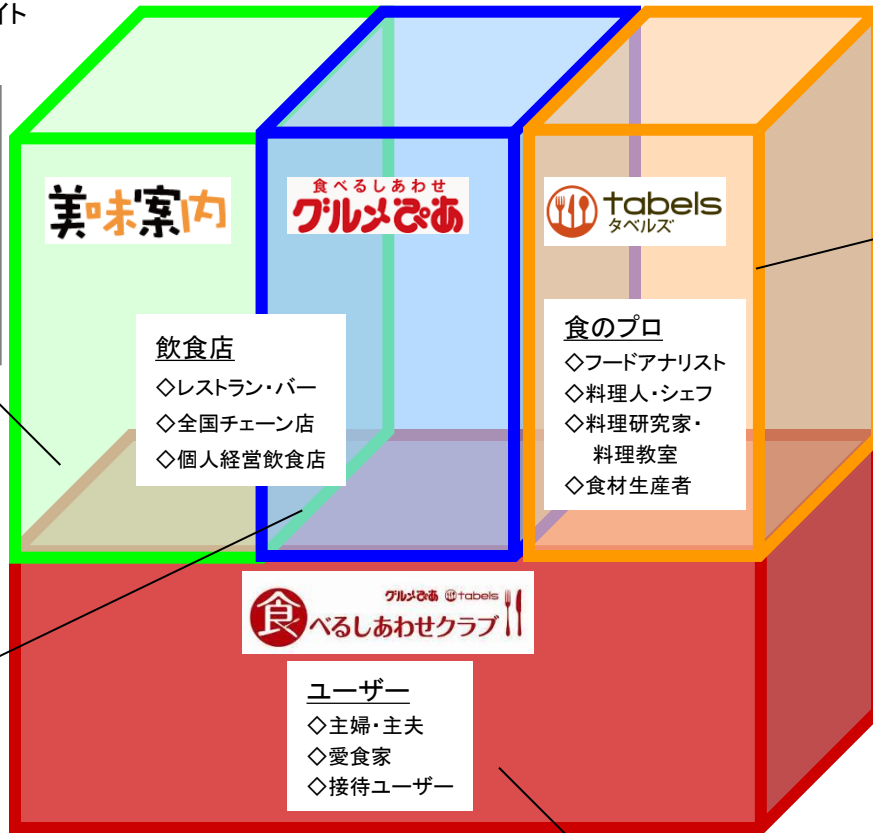 イト
美味案内
食べるしあわせ
グルメぴあ
tabels
タベルズ
飲食店
◇レストラン・バー
◇全国チェーン店
◇個人経営飲食店
食のプロ
◇フードアナリスト
◇料理人・シェフ
◇料理研究家・
料理教室
◇食材生産者
グルメぴあ tabels
食べるしあわせクラブ
ユーザー
◇主婦・主夫
◇愛食家
◇接待ユーザー